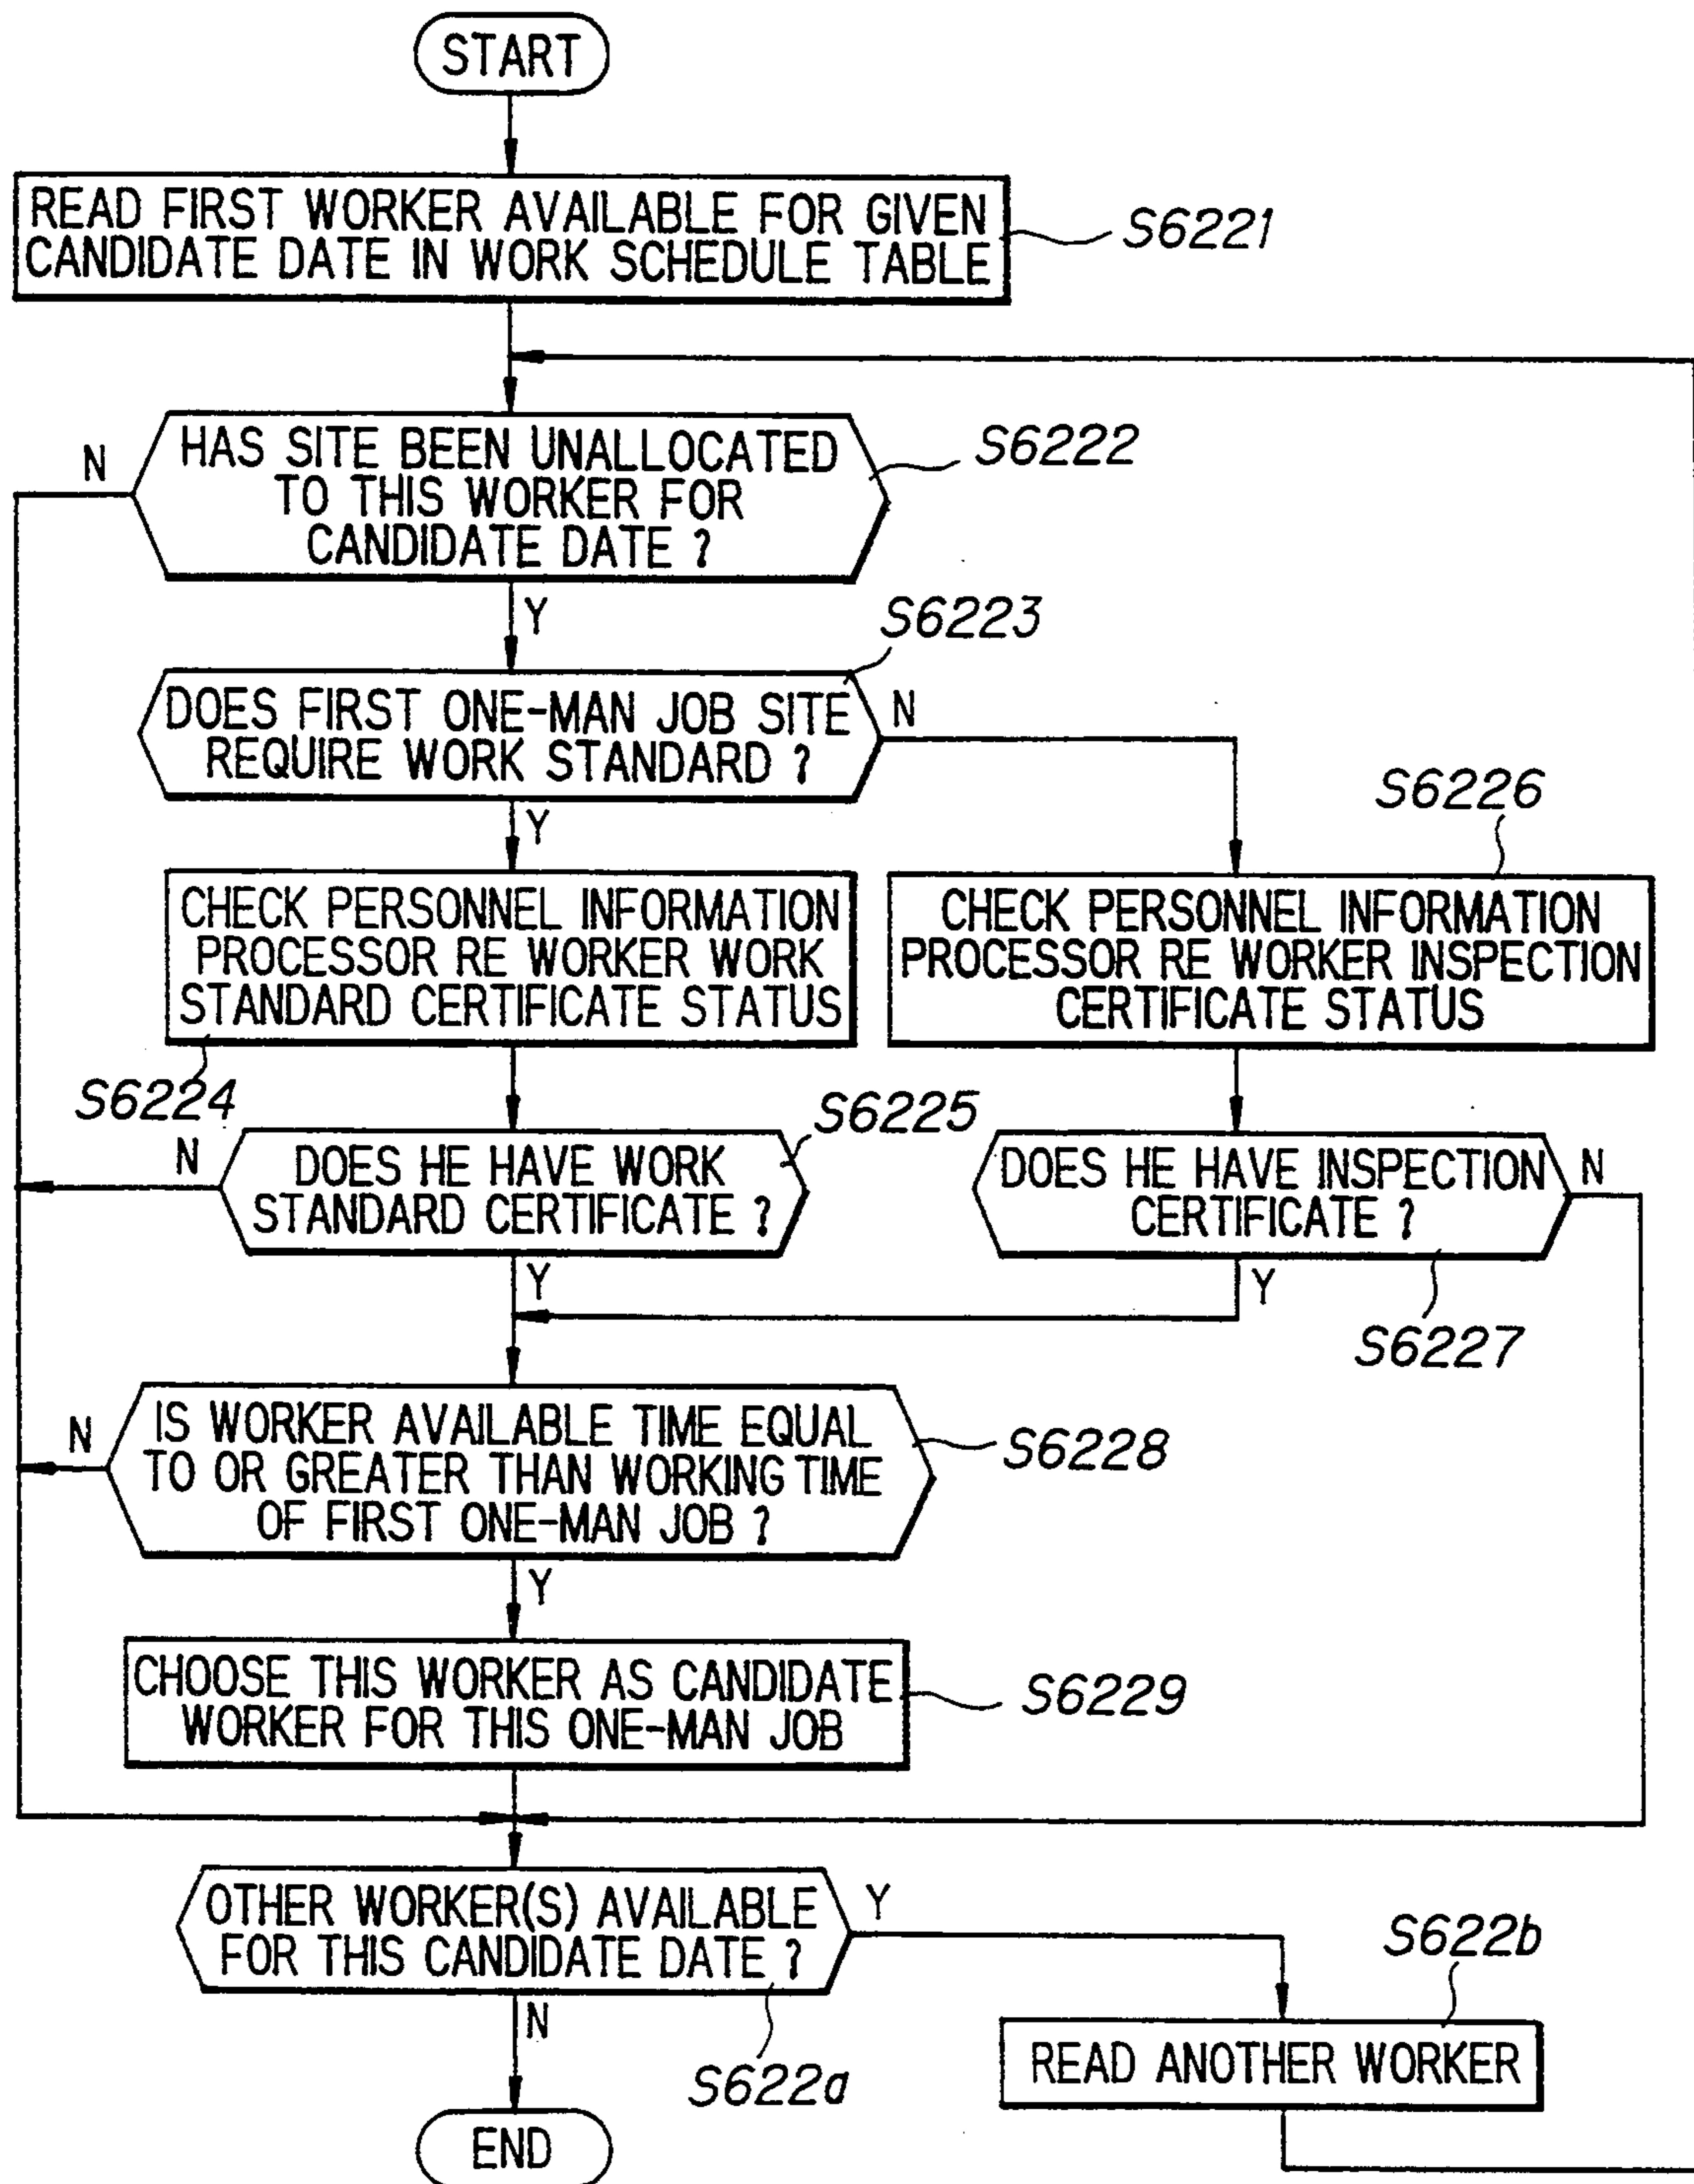 START
READ FIRST WORKER AVAILABLE FOR GIVEN
CANDIDATE DATE IN WORK SCHEDULE TABLE
S6221
N
HAS SITE BEEN UNALLOCATED
TO THIS WORKER FOR
CANDIDATE DATE ?
S6222
Y
S6223
DOES FIRST ONE-MAN JOB SITE
REQUIRE WORK STANDARD ?
N
Y
S6226
CHECK PERSONNEL INFORMATION
PROCESSOR RE WORKER WORK
STANDARD CERTIFICATE STATUS
CHECK PERSONNEL INFORMATION
PROCESSOR RE WORKER INSPECTION
CERTIFICATE STATUS
S6224
S6225
N
DOES HE HAVE WORK
STANDARD CERTIFICATE ?
DOES HE HAVE INSPECTION
CERTIFICATE ?
N
Y
Y
S6227
N
IS WORKER AVAILABLE TIME EQUAL
TO OR GREATER THAN WORKING TIME
OF FIRST ONE-MAN JOB ?
S6228
Y
CHOOSE THIS WORKER AS CANDIDATE
WORKER FOR THIS ONE-MAN JOB
S6229
OTHER WORKER(S) AVAILABLE
FOR THIS CANDIDATE DATE ?
Y
S622b
N
S622a
READ ANOTHER WORKER
END